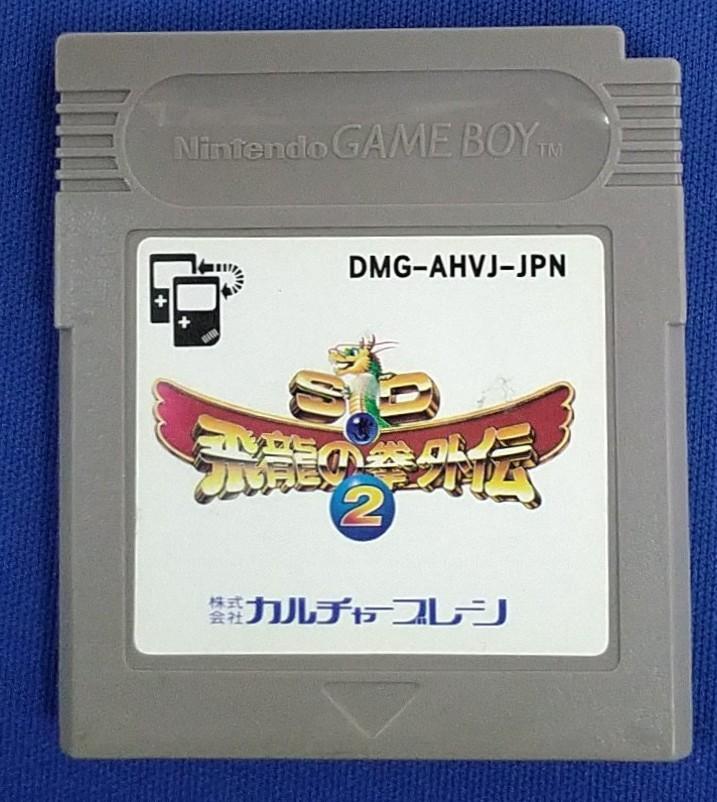 Nintendo GAME BOY TM
DMG-AHVJ-JPN
SD
飛龍の拳外伝
2
株式会社 カルチャーブレーン